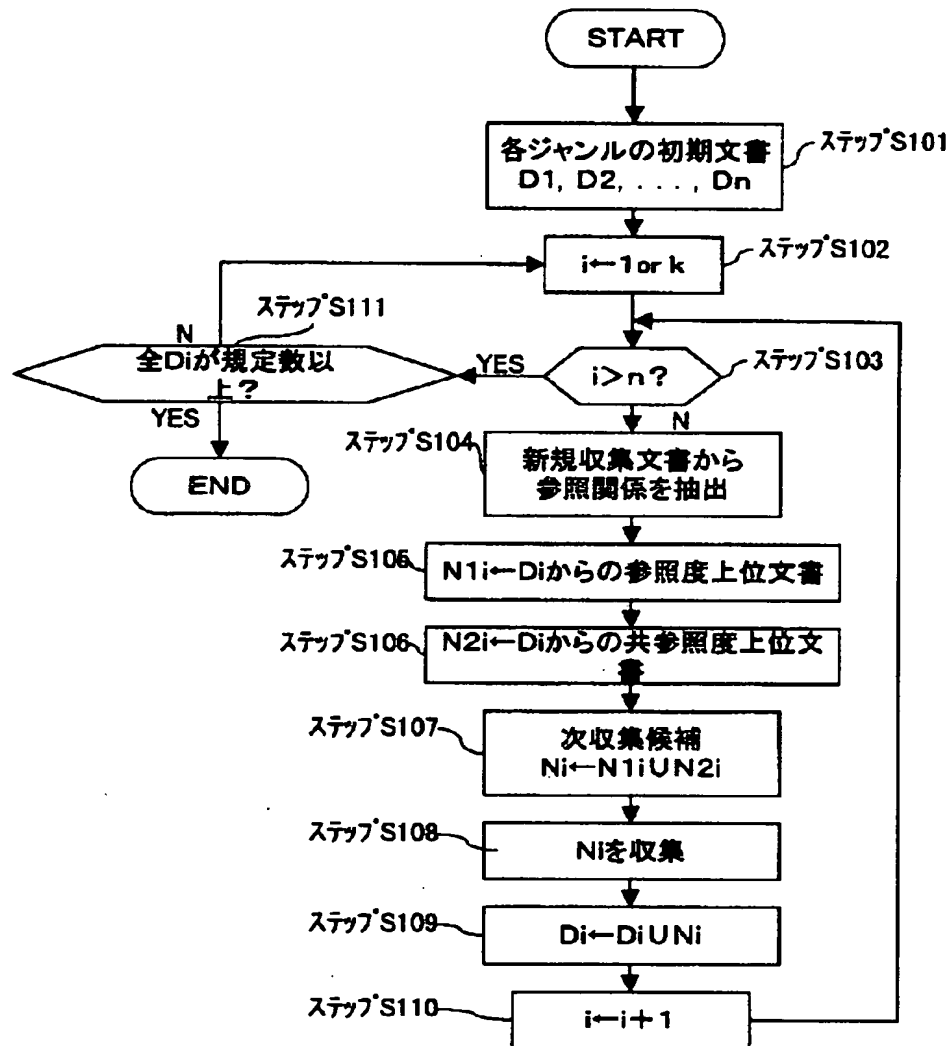 START
各ジャンルの初期文書
D1, D2, ...., Dn
ステップS101
i←1or k
ステップS102
ステップS111
N
全Diが規定数以
上?
YES
END
YES
i>n?
ステップS103
N
ステップS104
新規収集文書から
参照関係を抽出
ステップS105
N1i←Diからの参照度上位文書
ステップS106
N2i←Diからの共参照度上位文
書
ステップS107
次収集候補
Ni←N1i∪N2i
ステップS108
Niを収集
ステップS109
Di←Di∪Ni
ステップS110
i←i+1